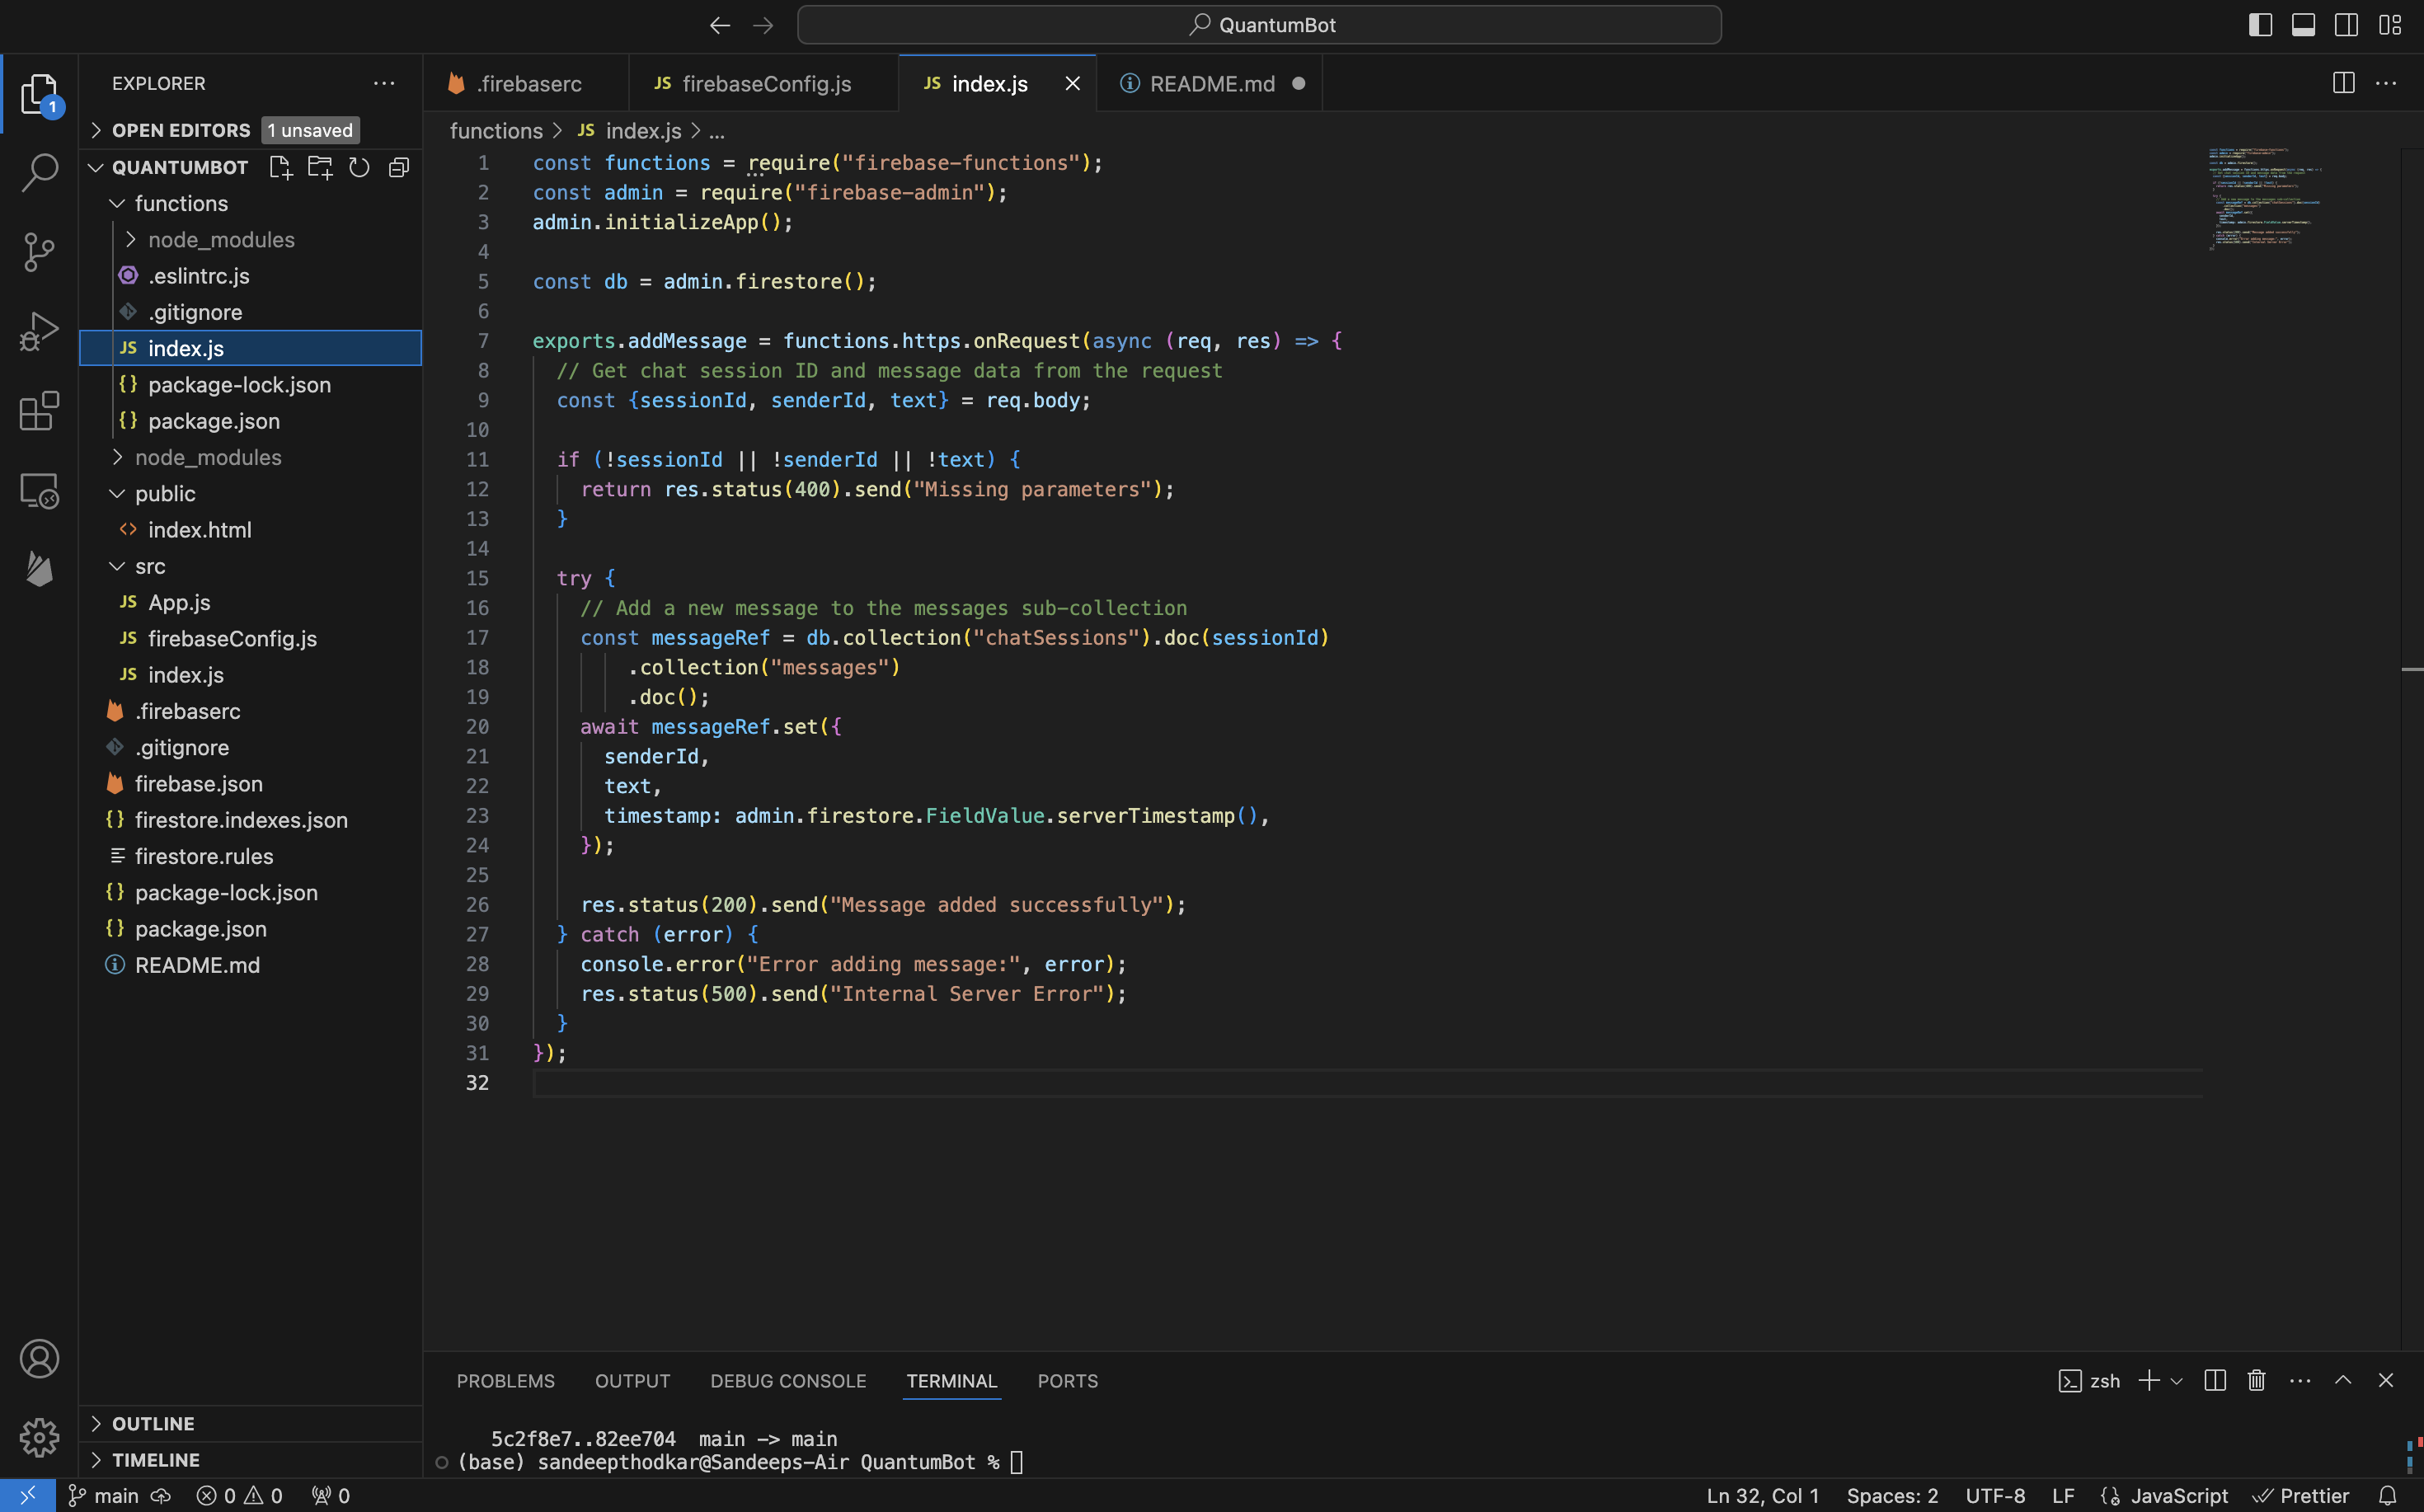 QuantumBot
EXPLORER
1
OPEN EDITORS 1 unsaved
QUANTUMBOT
functions
node_modules
.eslintrc.js
.gitignore
JS index.js
{} package-lock.json
{} package.json
node_modules
public
<> index.html
src
JS App.js
JS firebaseConfig.js
JS index.js
.firebaserc
.gitignore
firebase.json
{} firestore.indexes.json
firestore.rules
{} package-lock.json
{} package.json
README.md
OUTLINE
TIMELINE
.firebaserc
JS firebaseConfig.js
JS index.js
README.md
functions > JS index.js > ...
1 const functions = require("firebase-functions");
2 const admin = require("firebase-admin");
3 admin.initializeApp();
4
5 const db = admin.firestore();
6
7 exports.addMessage = functions.https.onRequest(async (req, res) => {
8 // Get chat session ID and message data from the request
9 const {sessionId, senderId, text} = req.body;
10
11 if (!sessionId || !senderId || !text) {
12 return res.status(400).send("Missing parameters");
13 }
14
15 try {
16 // Add a new message to the messages sub-collection
17 const messageRef = db.collection("chatSessions").doc(sessionId)
18 .collection("messages")
19 .doc();
20 await messageRef.set({
21 senderId,
22 text,
23 timestamp: admin.firestore.FieldValue.serverTimestamp(),
24 });
25
26 res.status(200).send("Message added successfully");
27 } catch (error) {
28 console.error("Error adding message:", error);
29 res.status(500).send("Internal Server Error");
30 }
31 });
32
PROBLEMS OUTPUT DEBUG CONSOLE TERMINAL PORTS
zsh
5c2f8e7..82ee704 main -> main
(base) sandeepthodkar@Sandeeps-Air QuantumBot %
main 0 0 0
Ln 32, Col 1 Spaces: 2 UTF-8 LF JavaScript Prettier